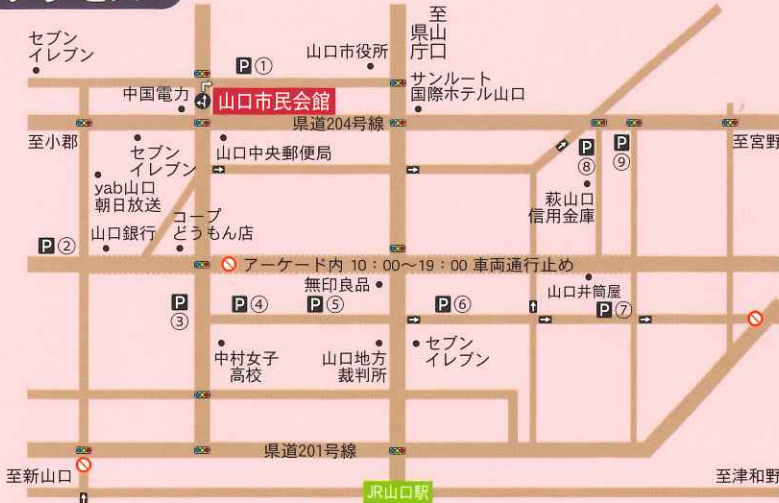 アクセス
セブン
イレブン
P①
山口市役所
至
県山
庁口
中国電力
山口市民会館
サンルート
国際ホテル山口
県道204号線
至小郡
至宮野
セブン
イレブン
山口中央郵便局
P
⑧
P
⑨
yab山口
朝日放送
萩山口
信用金庫
P②
山口銀行
コープ
どうもん店
アーケード内 10：00〜19：00 車両通行止め
無印良品
山口井筒屋
P
③
P④
P⑤
P⑥
P⑦
中村女子
高校
山口地方
裁判所
セブン
イレブン
県道201号線
至新山口
至津和野
JR山口駅